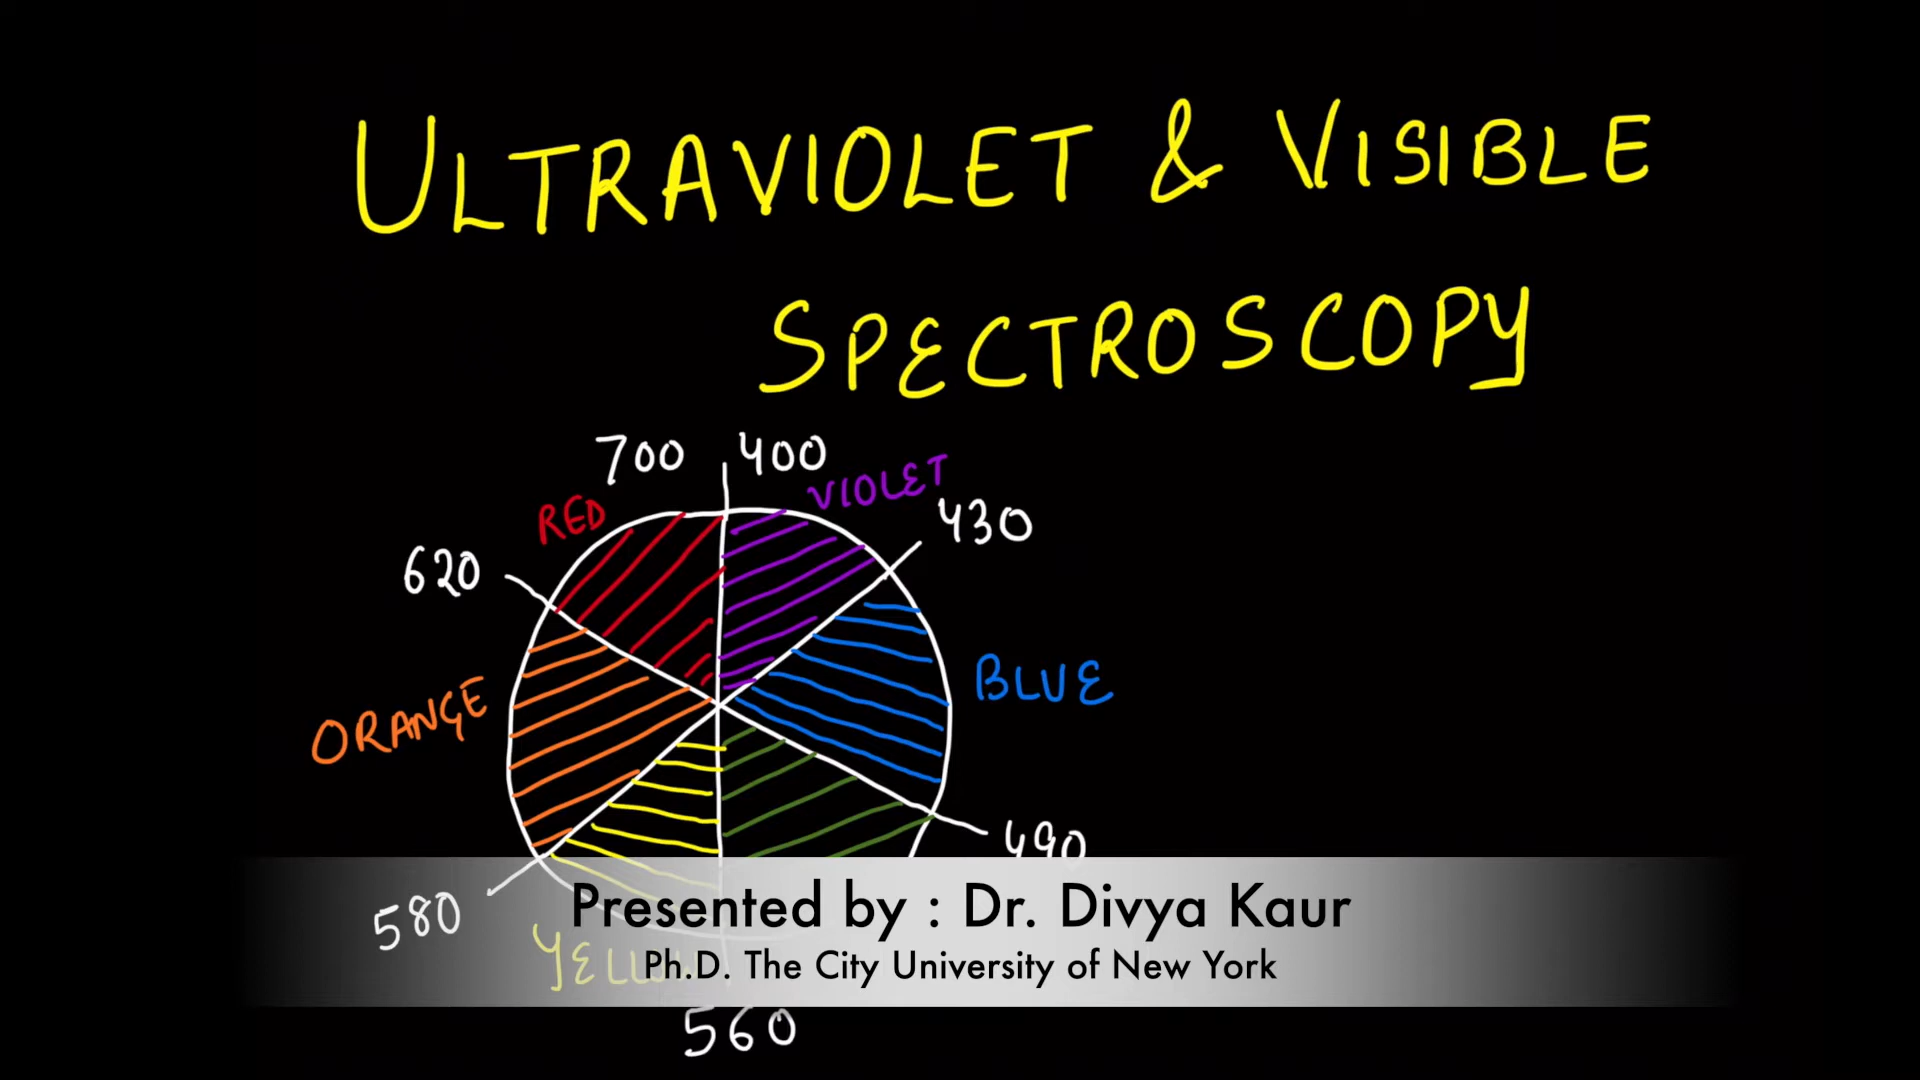 ULTRAVIOLET & VISIBLE
SPECTROSCOPY
700
400
RED
VIOLET
430
620
BLUE
ORANGE
490
580
Presented by : Dr. Divya Kaur
Ph.D. The City University of New York
560